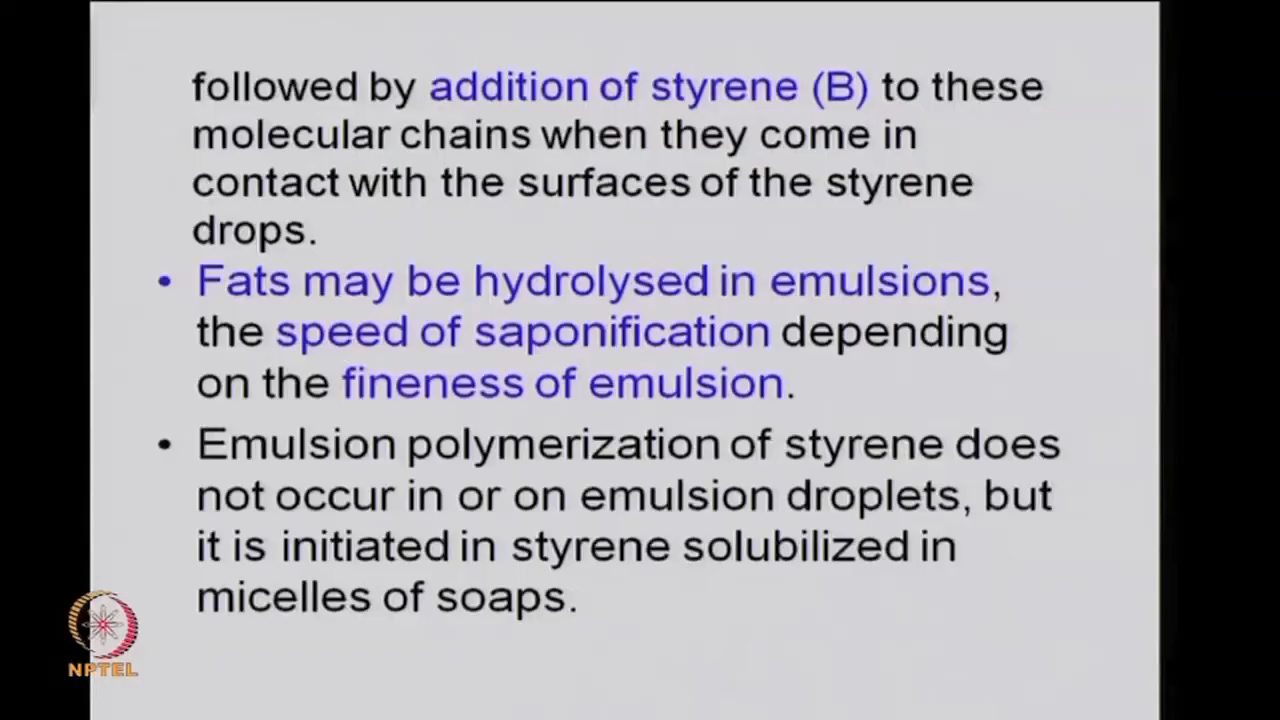 followed by addition of styrene (B) to these
molecular chains when they come in
contact with the surfaces of the styrene
drops.
• Fats may be hydrolysed in emulsions,
the speed of saponification depending
on the fineness of emulsion.
• Emulsion polymerization of styrene does
not occur in or on emulsion droplets, but
it is initiated in styrene solubilized in
micelles of soaps.
NPTEL